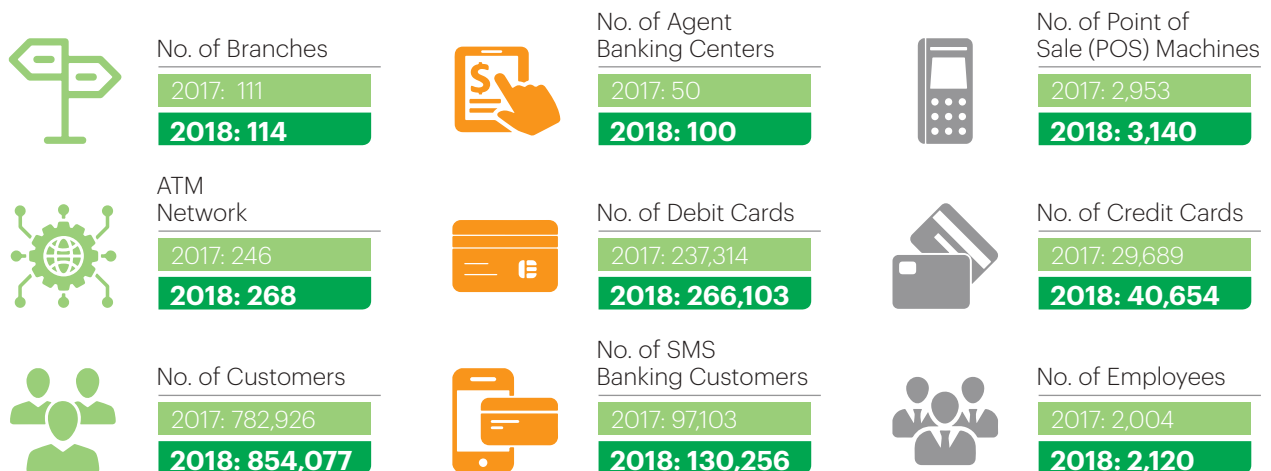 No. of Branches
2017: 111
2018: 114
No. of Agent
Banking Centers
2017: 50
2018: 100
No. of Point of
Sale (POS) Machines
2017: 2,953
2018: 3,140
ATM
Network
2017: 246
2018: 268
No. of Debit Cards
2017: 237,314
2018: 266,103
No. of Credit Cards
2017: 29,689
2018: 40,654
No. of Customers
2017: 782,926
2018: 854,077
No. of SMS
Banking Customers
2017: 97,103
2018: 130,256
No. of Employees
2017: 2,004
2018: 2,120